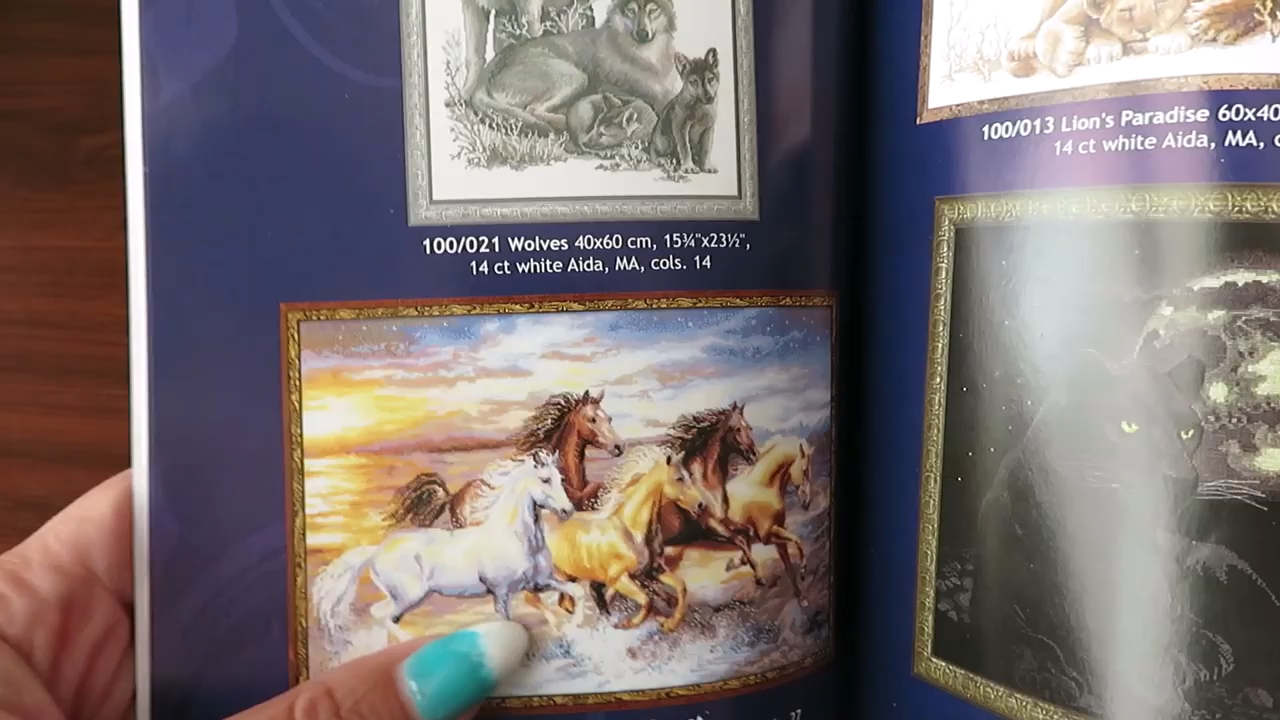 100/021 Wolves 40x60 cm, 15¾"x23½",
14 ct white Aida, MA, cols. 14
100/013 Lion's Paradise 60x40
14 ct white Aida, MA,
27